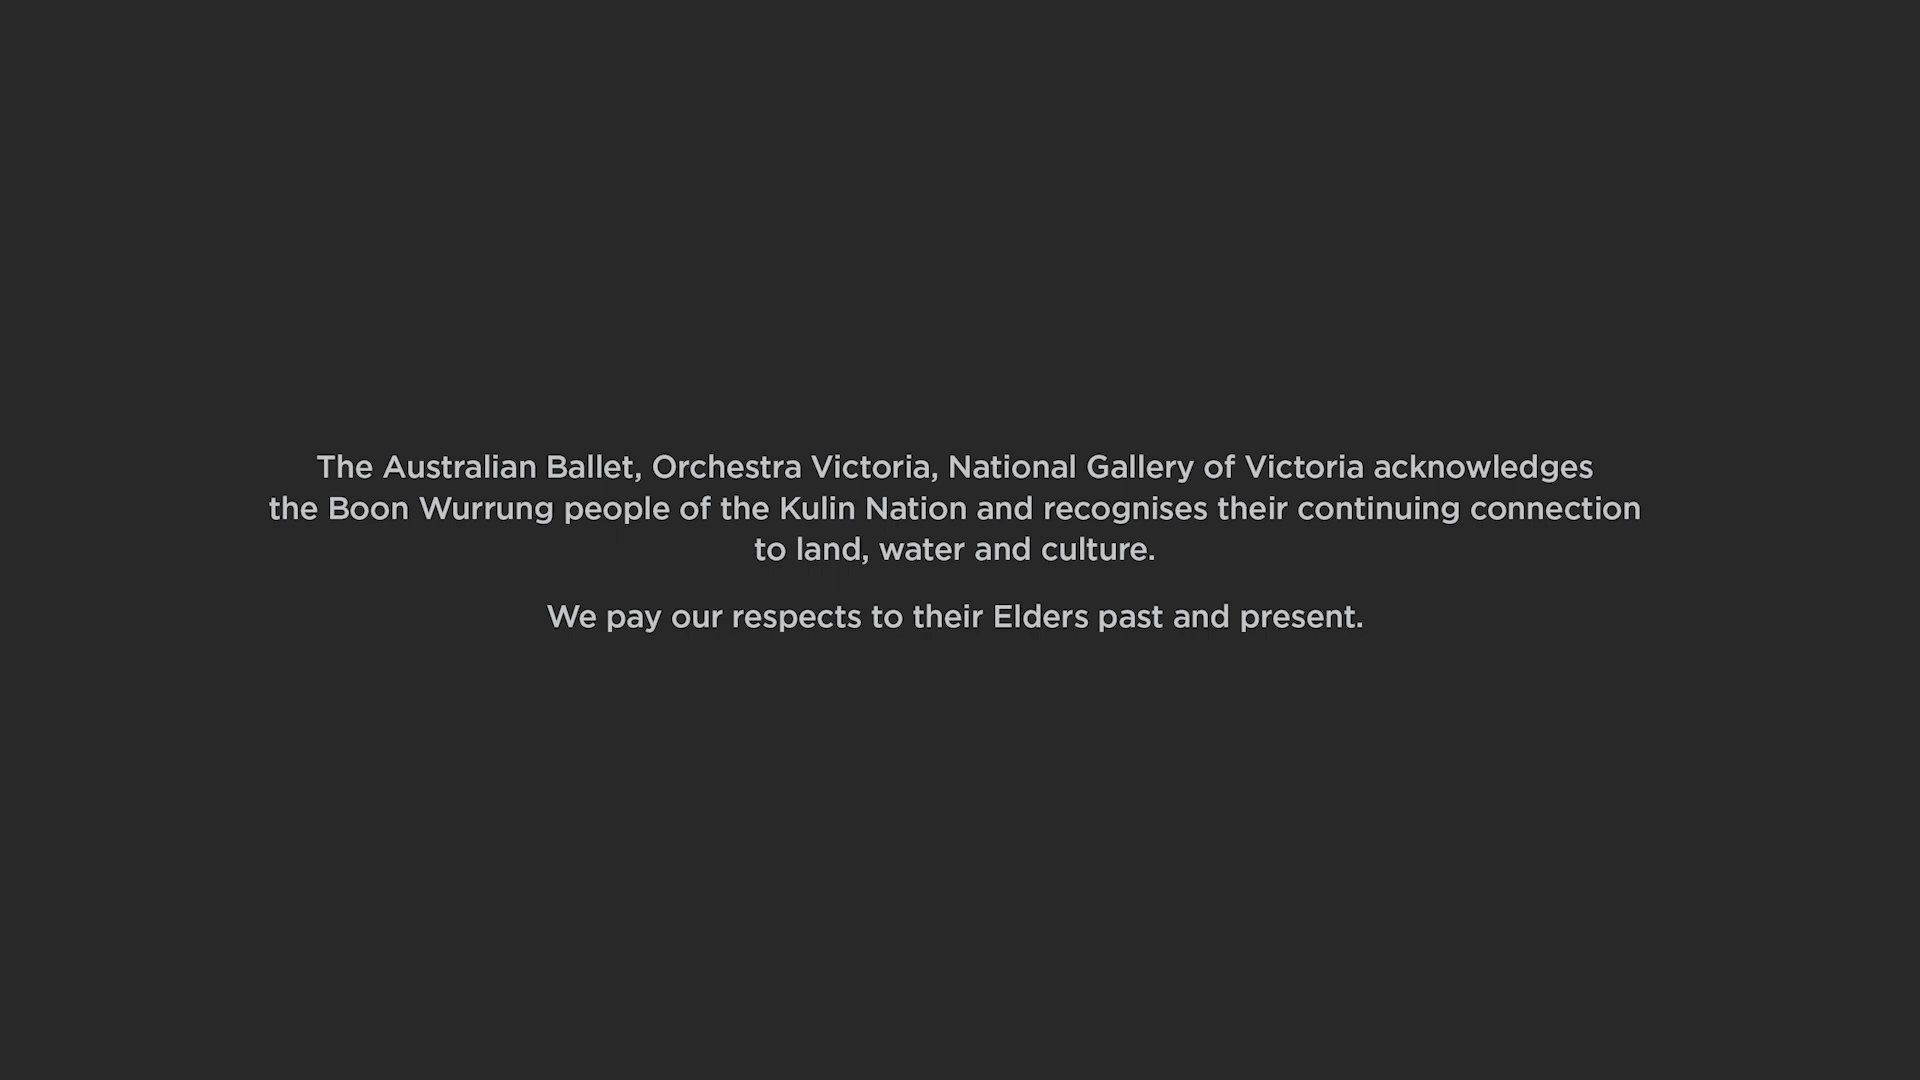 The Australian Ballet, Orchestra Victoria, National Gallery of Victoria acknowledges
the Boon Wurrung people of the Kulin Nation and recognises their continuing connection
to land, water and culture.
We pay our respects to their Elders past and present.